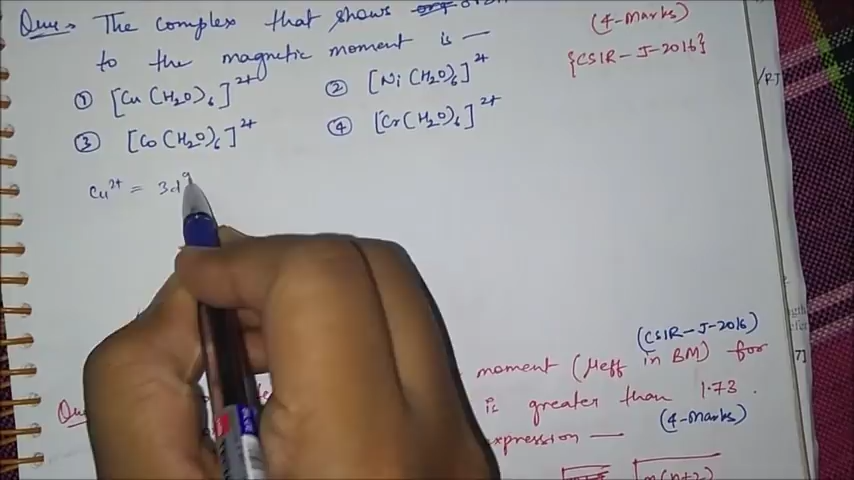 Ques → The complex that shows
to the magnetic moment is —
(4-Marks)
{CSIR-J-2016}
① [Cu(H₂O)₆]²⁺ ② [Ni(H₂O)₆]²⁺
③ [Co(H₂O)₆]²⁺ ④ [Cr(H₂O)₆]²⁺
Cu²⁺ = 3d⁹
(CSIR-J-2016)
moment (μeff in BM) for
is greater than 1.73.
(4-Marks)
expression —
n(n+2)